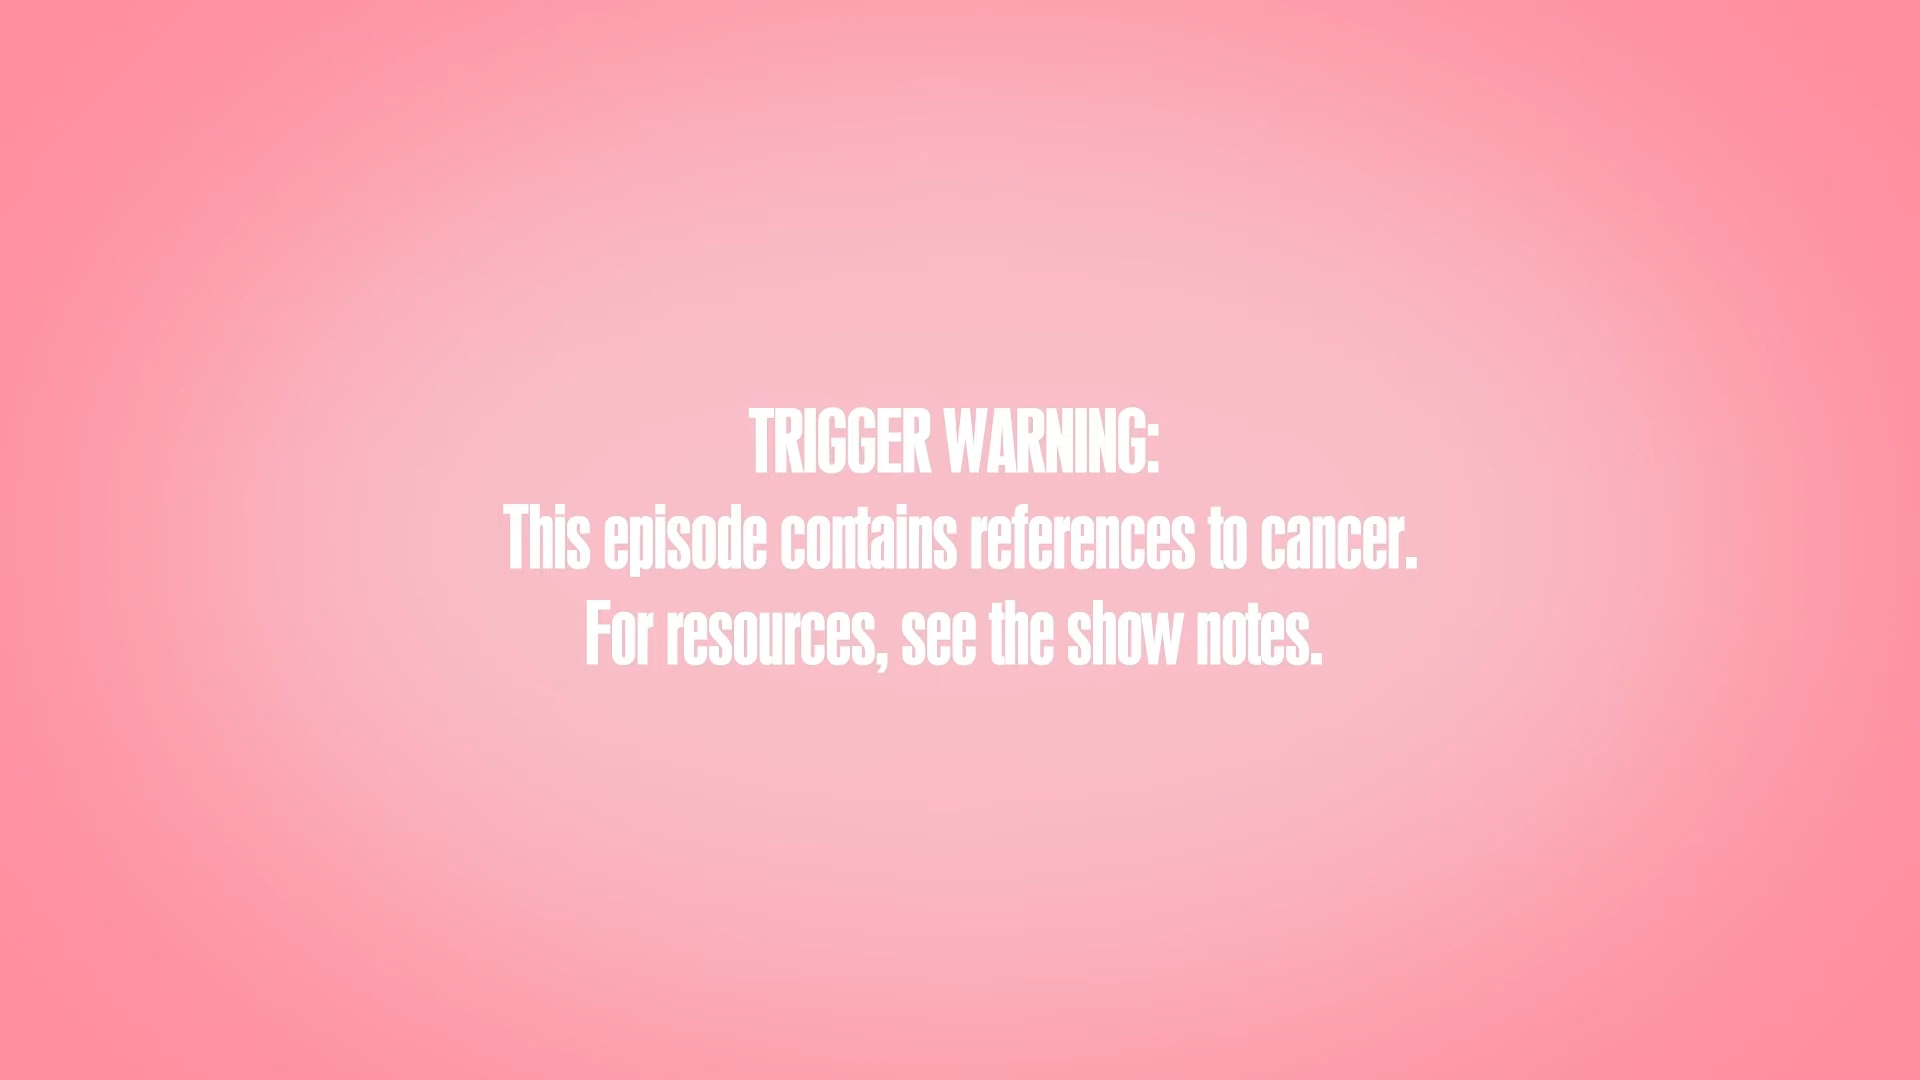 TRIGGER WARNING:
This episode contains references to cancer.
For resources, see the show notes.